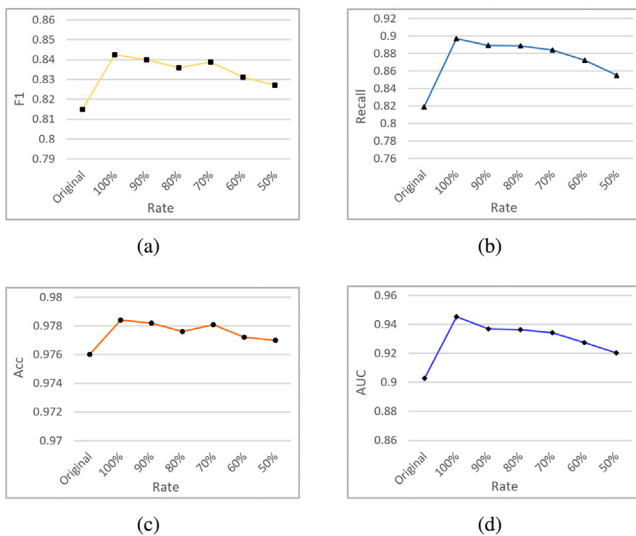 0.86
0.85
0.84
0.83
0.82
0.81
0.8
0.79
F1
Original 100% 90% 80% 70% 60% 50%
Rate
(a)
0.92
0.9
0.88
0.86
0.84
0.82
0.8
0.78
0.76
Recall
Original 100% 90% 80% 70% 60% 50%
Rate
(b)
0.98
0.978
0.976
0.974
0.972
0.97
Acc
Original 100% 90% 80% 70% 60% 50%
Rate
(c)
0.96
0.94
0.92
0.9
0.88
0.86
AUC
Original 100% 90% 80% 70% 60% 50%
Rate
(d)